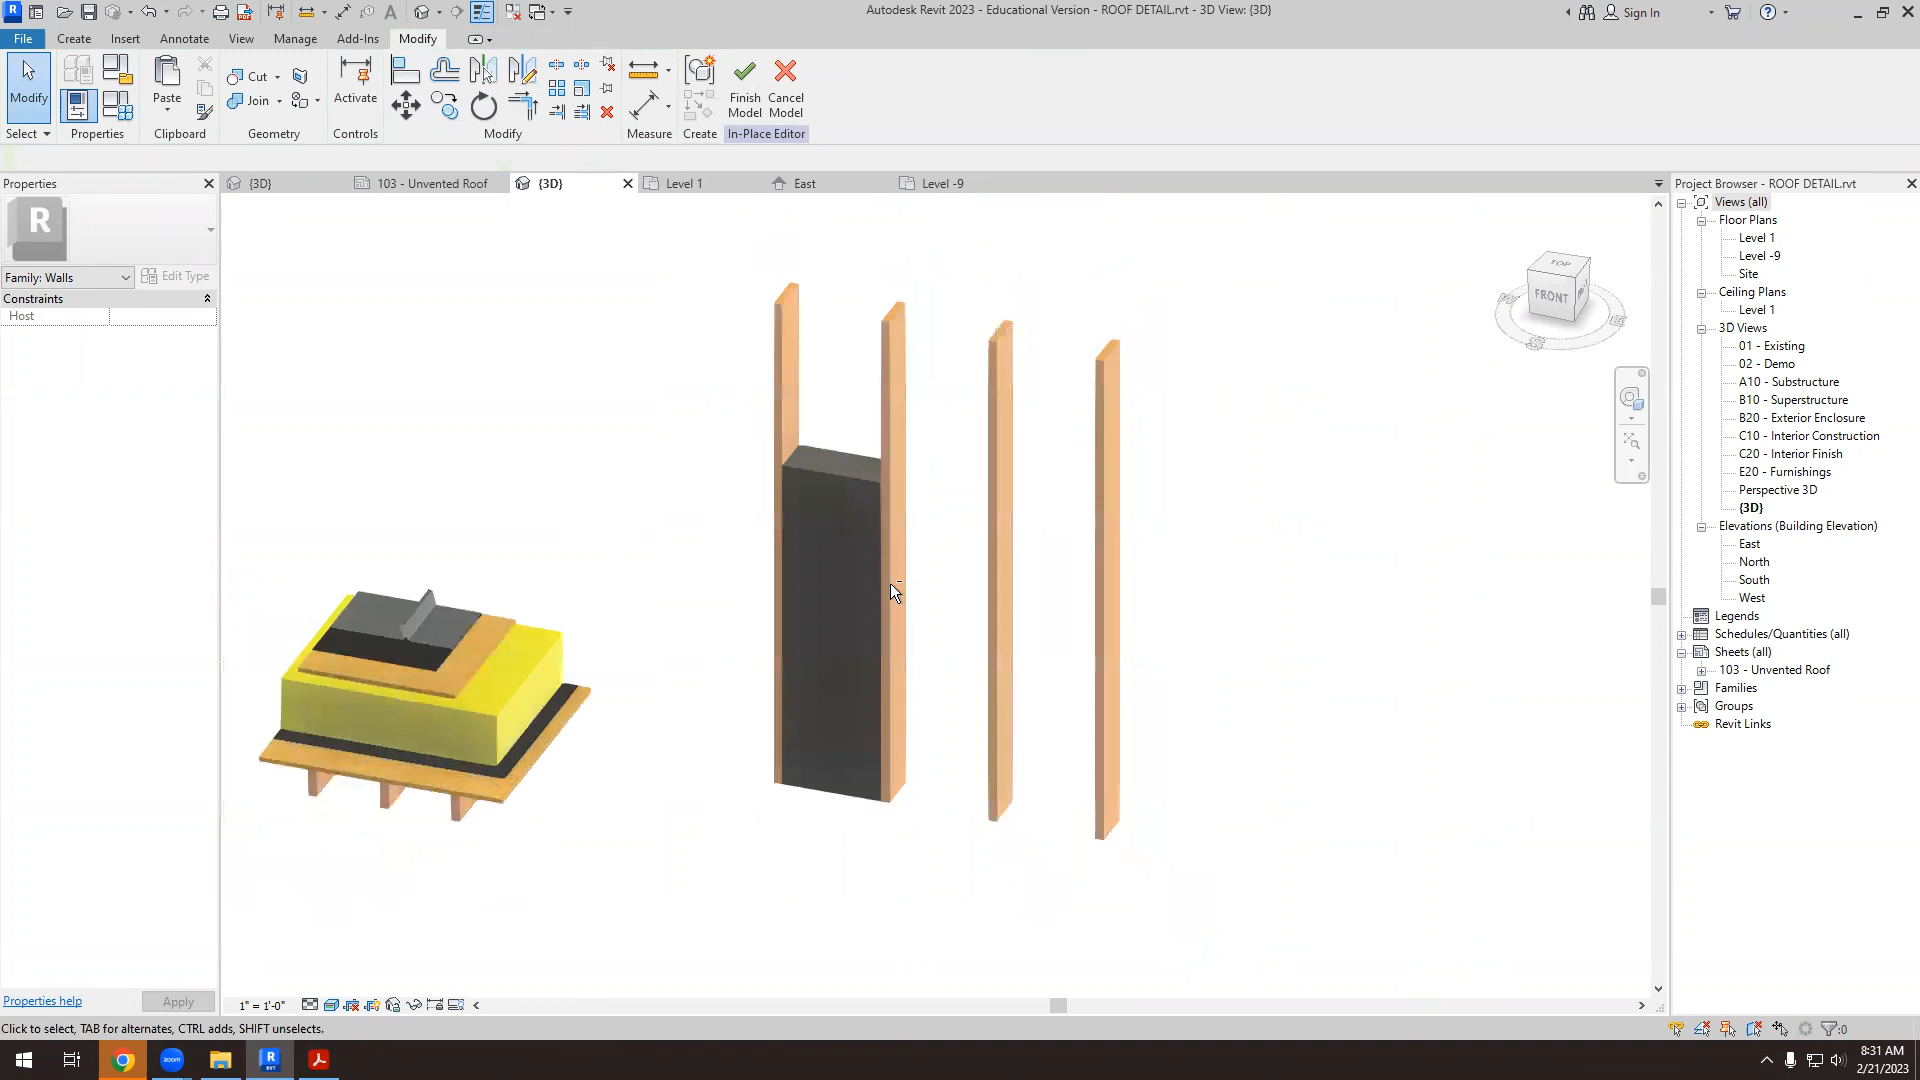 Autodesk Revit 2023 - Educational Version - ROOF DETAIL.rvt - 3D View: {3D}
Sign In
File Create Insert Annotate View Manage Add-Ins Modify
Modify Paste Cut Join Activate Finish Model Cancel Model
Select Properties Clipboard Geometry Controls Modify Measure Create In-Place Editor
Properties
{3D} 103 - Unvented Roof {3D} Level 1 East Level -9
Project Browser - ROOF DETAIL.rvt
R
Family: Walls Edit Type
Constraints
Host
TOP
FRONT
Views (all)
Floor Plans
Level 1
Level -9
Site
Ceiling Plans
Level 1
3D Views
01 - Existing
02 - Demo
A10 - Substructure
B10 - Superstructure
B20 - Exterior Enclosure
C10 - Interior Construction
C20 - Interior Finish
E20 - Furnishings
Perspective 3D
{3D}
Elevations (Building Elevation)
East
North
South
West
Legends
Schedules/Quantities (all)
Sheets (all)
103 - Unvented Roof
Families
Groups
Revit Links
Properties help Apply
1" = 1'-0"
Click to select, TAB for alternates, CTRL adds, SHIFT unselects.
:0
zoom
8:31 AM
2/21/2023